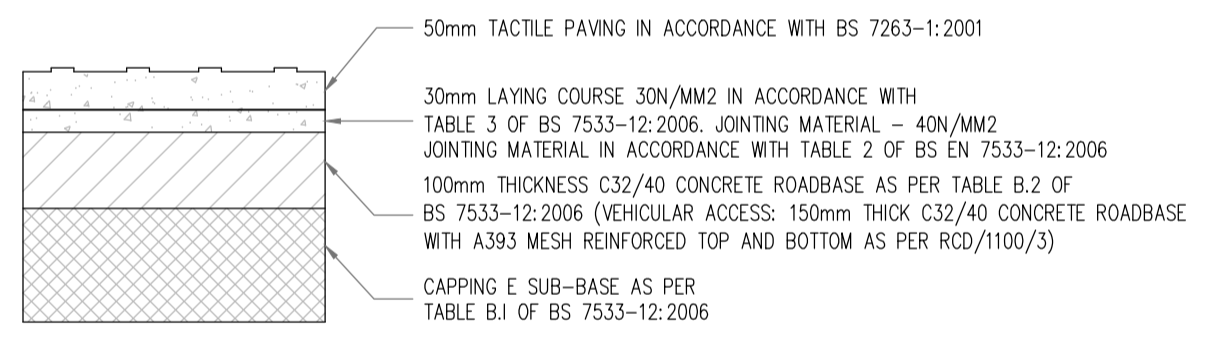 50mm TACTILE PAVING IN ACCORDANCE WITH BS 7263-1:2001
30mm LAYING COURSE 30N/MM2 IN ACCORDANCE WITH
TABLE 3 OF BS 7533-12:2006. JOINTING MATERIAL - 40N/MM2
JOINTING MATERIAL IN ACCORDANCE WITH TABLE 2 OF BS EN 7533-12:2006
100mm THICKNESS C32/40 CONCRETE ROADBASE AS PER TABLE B.2 OF
BS 7533-12:2006 (VEHICULAR ACCESS: 150mm THICK C32/40 CONCRETE ROADBASE
WITH A393 MESH REINFORCED TOP AND BOTTOM AS PER RCD/1100/3)
CAPPING E SUB-BASE AS PER
TABLE B.I OF BS 7533-12:2006